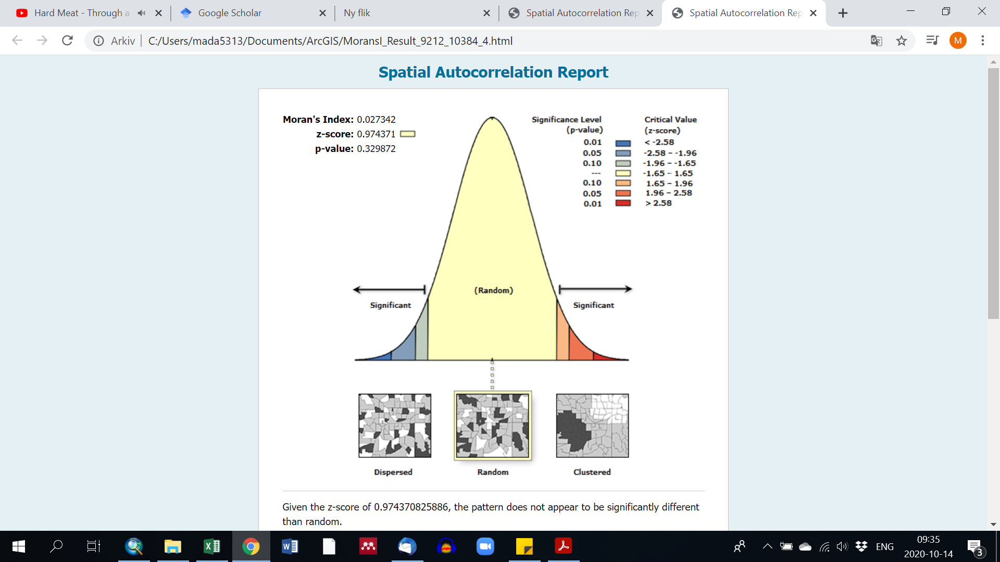 Hard Meat - Through a
Google Scholar
Ny flik
Spatial Autocorrelation Rep
Spatial Autocorrelation Rep
Arkiv
C:/Users/mada5313/Documents/ArcGIS/MoransI_Result_9212_10384_4.html
M
Spatial Autocorrelation Report
Moran's Index: 0.027342
z-score: 0.974371
p-value: 0.329872
Significance Level
(p-value)
Critical Value
(z-score)
0.01 < -2.58
0.05 -2.58 – -1.96
0.10 -1.96 – -1.65
--- -1.65 – 1.65
0.10 1.65 – 1.96
0.05 1.96 – 2.58
0.01 > 2.58
(Random)
Significant
Significant
Dispersed
Random
Clustered
Given the z-score of 0.974370825886, the pattern does not appear to be significantly different
than random.
ENG
09:35
2020-10-14
3